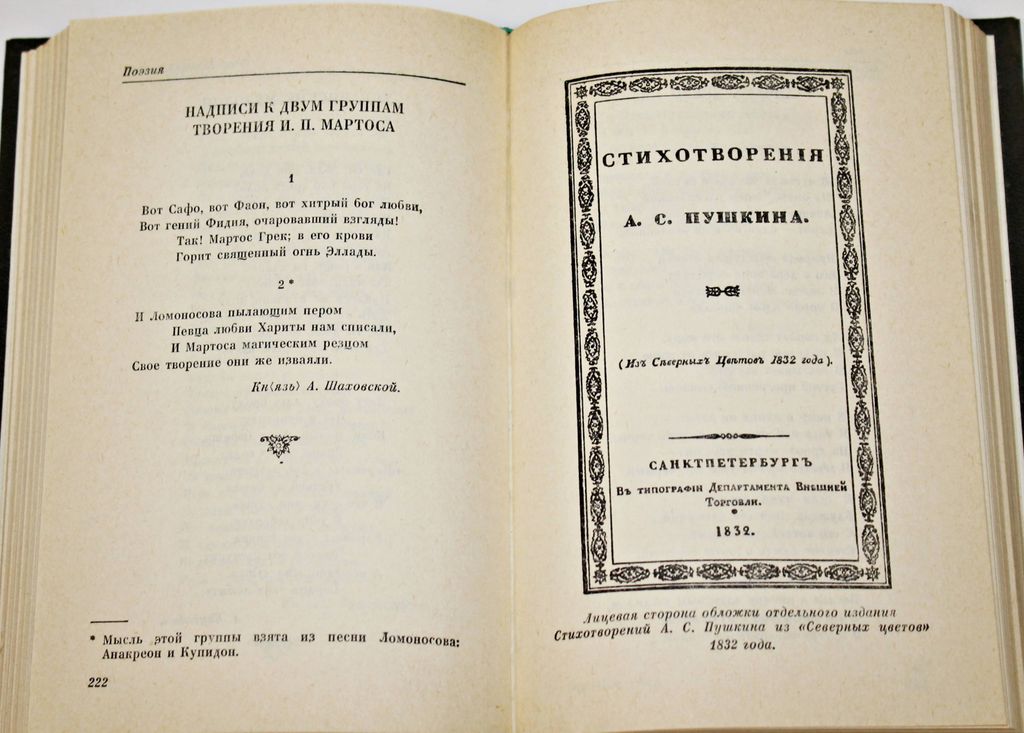 Поэзия
НАДПИСИ К ДВУМ ГРУППАМ
ТВОРЕНИЯ И. П. МАРТОСА
1
Вот Сафо, вот Фаон, вот хитрый бог любви,
Вот гений Фидия, очаровавший взгляды!
Так! Мартос Грек; в его крови
Горит священный огнь Эллады.
2 *
И Ломоносова пылающим пером
Певца любви Хариты нам списали,
И Мартоса магическим резцом
Свое творение они же изваяли.
Кн⟨язь⟩ А. Шаховской.
* Мысль этой группы взята из песни Ломоносова:
Анакреон и Купидон.
222
СТИХОТВОРЕНІЯ
А. С. ПУШКИНА.
(Изъ Сѣверныхъ Цвѣтовъ 1832 года).
САНКТПЕТЕРБУРГЪ
Въ типографіи Департамента Внѣшней
Торговли.
1832.
Лицевая сторона обложки отдельного издания
Стихотворений А. С. Пушкина из «Северных цветов»
1832 года.